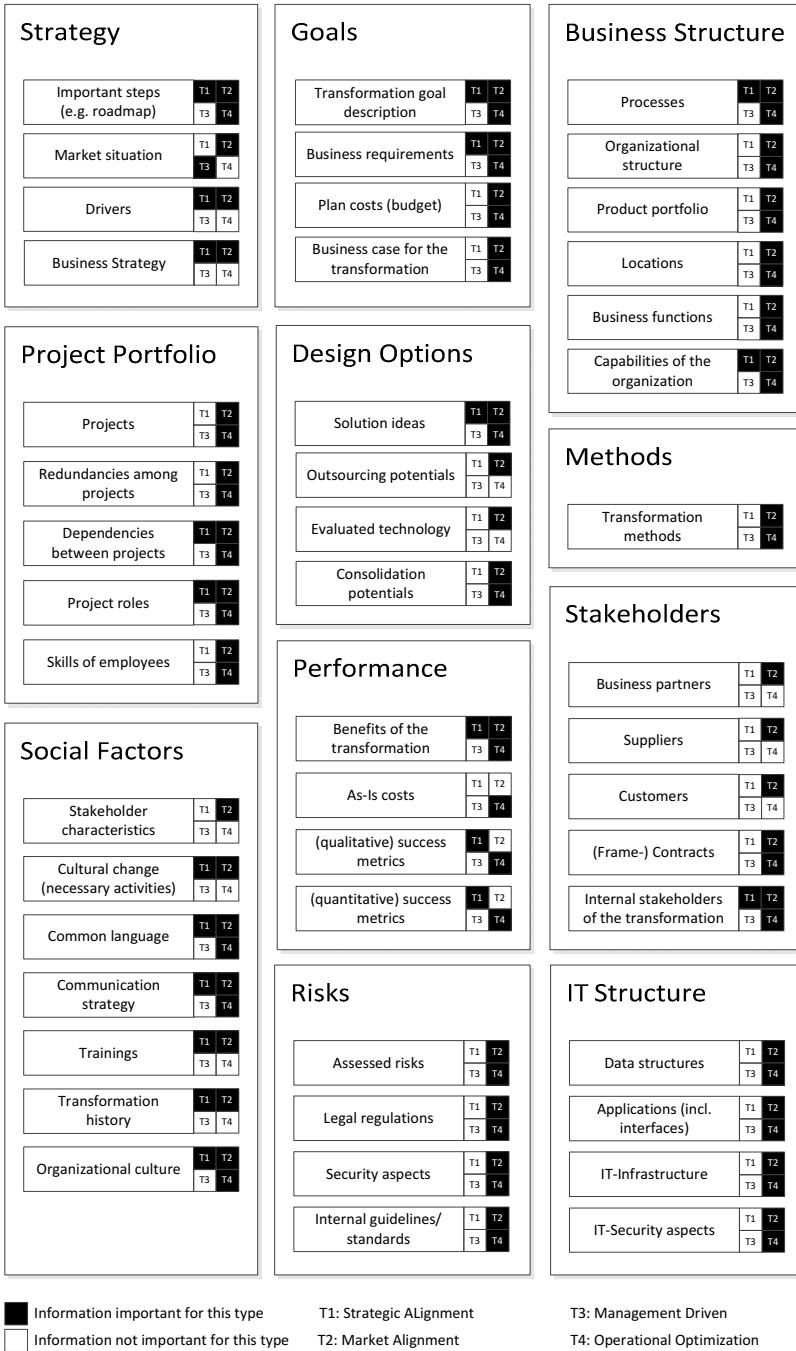 Strategy
Important steps
(e.g. roadmap)
T1 T2
T3 T4
Market situation
T1 T2
T3 T4
Drivers
T1 T2
T3 T4
Business Strategy
T1 T2
T3 T4
Goals
Transformation goal
description
T1 T2
T3 T4
Business requirements
T1 T2
T3 T4
Plan costs (budget)
T1 T2
T3 T4
Business case for the
transformation
T1 T2
T3 T4
Business Structure
Processes
T1 T2
T3 T4
Organizational
structure
T1 T2
T3 T4
Product portfolio
T1 T2
T3 T4
Locations
T1 T2
T3 T4
Business functions
T1 T2
T3 T4
Capabilities of the
organization
T1 T2
T3 T4
Project Portfolio
Projects
T1 T2
T3 T4
Redundancies among
projects
T1 T2
T3 T4
Dependencies
between projects
T1 T2
T3 T4
Project roles
T1 T2
T3 T4
Skills of employees
T1 T2
T3 T4
Design Options
Solution ideas
T1 T2
T3 T4
Outsourcing potentials
T1 T2
T3 T4
Evaluated technology
T1 T2
T3 T4
Consolidation
potentials
T1 T2
T3 T4
Methods
Transformation
methods
T1 T2
T3 T4
Stakeholders
Business partners
T1 T2
T3 T4
Suppliers
T1 T2
T3 T4
Customers
T1 T2
T3 T4
(Frame-) Contracts
T1 T2
T3 T4
Internal stakeholders
of the transformation
T1 T2
T3 T4
Performance
Benefits of the
transformation
T1 T2
T3 T4
As-Is costs
T1 T2
T3 T4
(qualitative) success
metrics
T1 T2
T3 T4
(quantitative) success
metrics
T1 T2
T3 T4
Social Factors
Stakeholder
characteristics
T1 T2
T3 T4
Cultural change
(necessary activities)
T1 T2
T3 T4
Common language
T1 T2
T3 T4
Communication
strategy
T1 T2
T3 T4
Trainings
T1 T2
T3 T4
Transformation
history
T1 T2
T3 T4
Organizational culture
T1 T2
T3 T4
Risks
Assessed risks
T1 T2
T3 T4
Legal regulations
T1 T2
T3 T4
Security aspects
T1 T2
T3 T4
Internal guidelines/
standards
T1 T2
T3 T4
IT Structure
Data structures
T1 T2
T3 T4
Applications (incl.
interfaces)
T1 T2
T3 T4
IT-Infrastructure
T1 T2
T3 T4
IT-Security aspects
T1 T2
T3 T4
Information important for this type
T1: Strategic ALignment
T3: Management Driven
Information not important for this type
T2: Market Alignment
T4: Operational Optimization